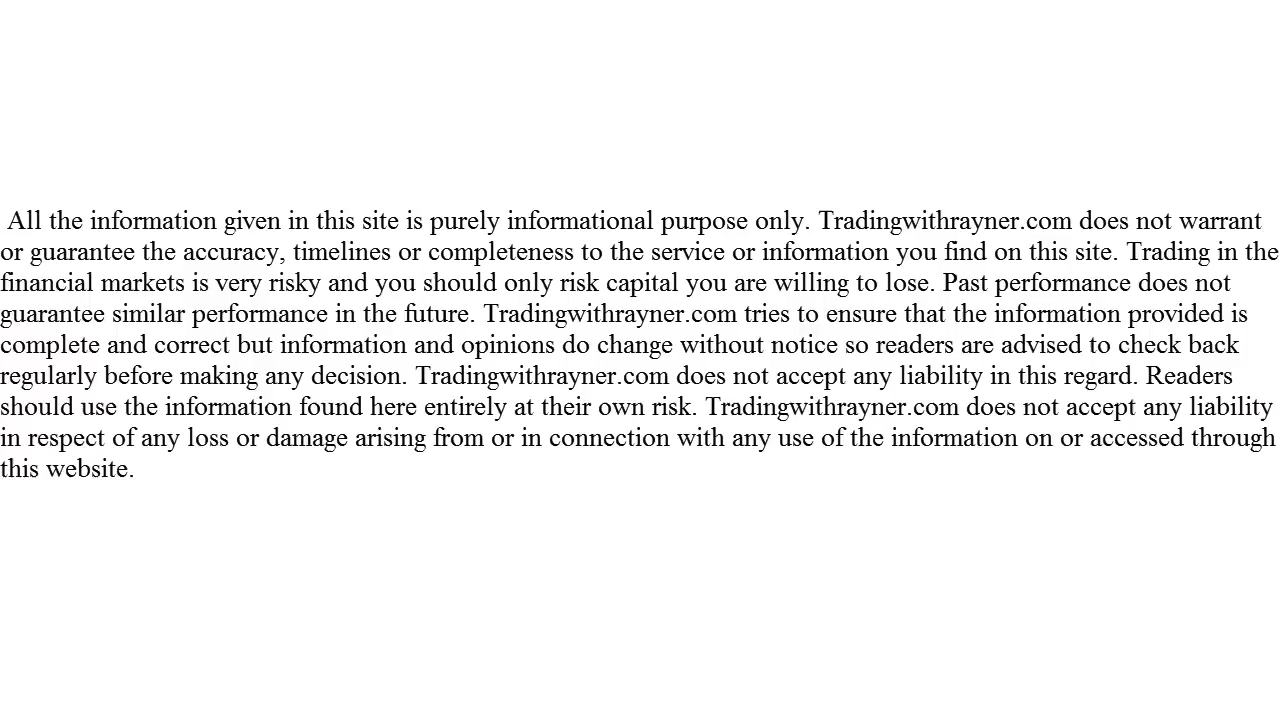 All the information given in this site is purely informational purpose only. Tradingwithrayner.com does not warrant
or guarantee the accuracy, timelines or completeness to the service or information you find on this site. Trading in the
financial markets is very risky and you should only risk capital you are willing to lose. Past performance does not
guarantee similar performance in the future. Tradingwithrayner.com tries to ensure that the information provided is
complete and correct but information and opinions do change without notice so readers are advised to check back
regularly before making any decision. Tradingwithrayner.com does not accept any liability in this regard. Readers
should use the information found here entirely at their own risk. Tradingwithrayner.com does not accept any liability
in respect of any loss or damage arising from or in connection with any use of the information on or accessed through
this website.